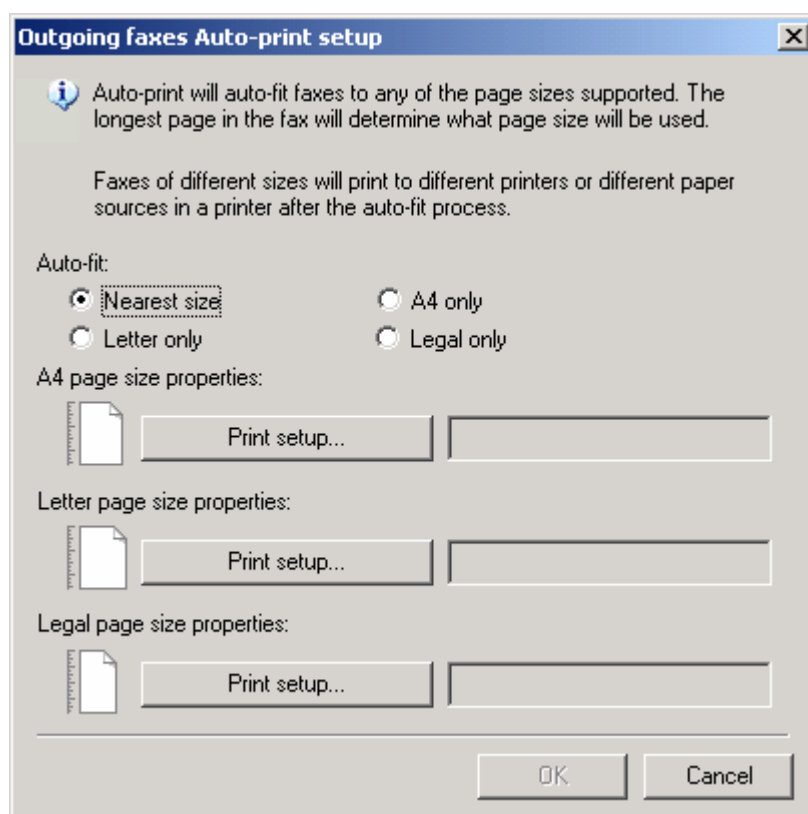 Outgoing faxes Auto-print setup
Auto-print will auto-fit faxes to any of the page sizes supported. The
longest page in the fax will determine what page size will be used.
Faxes of different sizes will print to different printers or different paper
sources in a printer after the auto-fit process.
Auto-fit:
Nearest size
A4 only
Letter only
Legal only
A4 page size properties:
Print setup...
Letter page size properties:
Print setup...
Legal page size properties:
Print setup...
OK
Cancel